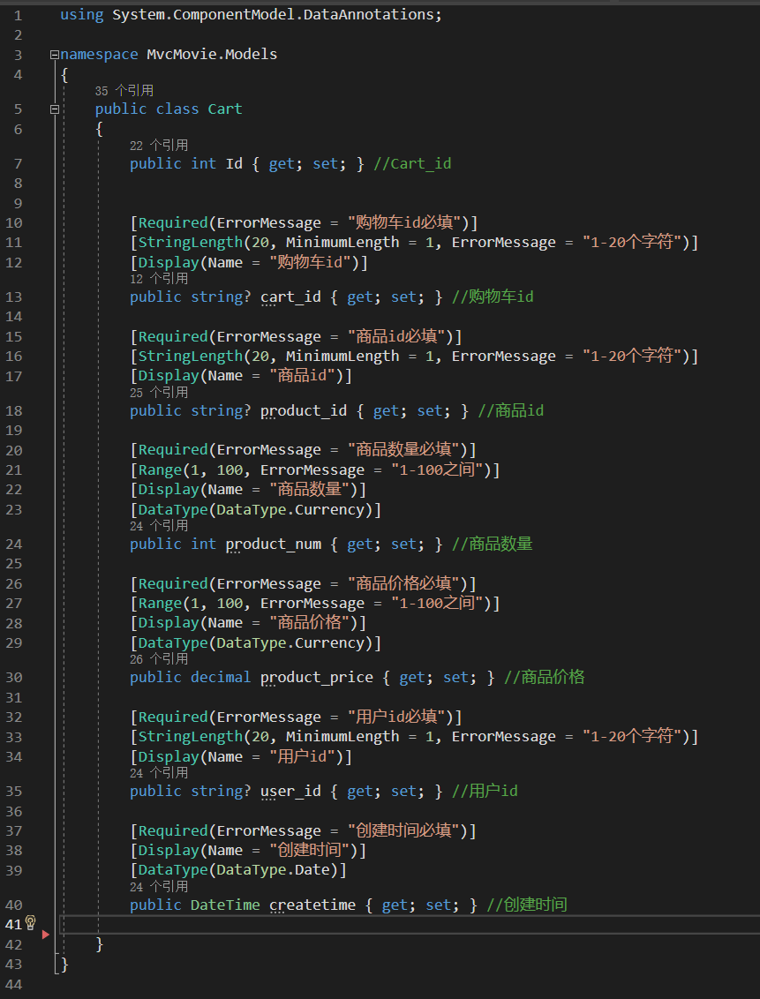 1 using System.ComponentModel.DataAnnotations;
2
3 namespace MvcMovie.Models
4 {
35 个引用
5 public class Cart
6 {
22 个引用
7 public int Id { get; set; } //Cart_id
8
9
10 [Required(ErrorMessage = "购物车id必填")]
11 [StringLength(20, MinimumLength = 1, ErrorMessage = "1-20个字符")]
12 [Display(Name = "购物车id")]
12 个引用
13 public string? cart_id { get; set; } //购物车id
14
15 [Required(ErrorMessage = "商品id必填")]
16 [StringLength(20, MinimumLength = 1, ErrorMessage = "1-20个字符")]
17 [Display(Name = "商品id")]
25 个引用
18 public string? product_id { get; set; } //商品id
19
20 [Required(ErrorMessage = "商品数量必填")]
21 [Range(1, 100, ErrorMessage = "1-100之间")]
22 [Display(Name = "商品数量")]
23 [DataType(DataType.Currency)]
24 个引用
24 public int product_num { get; set; } //商品数量
25
26 [Required(ErrorMessage = "商品价格必填")]
27 [Range(1, 100, ErrorMessage = "1-100之间")]
28 [Display(Name = "商品价格")]
29 [DataType(DataType.Currency)]
26 个引用
30 public decimal product_price { get; set; } //商品价格
31
32 [Required(ErrorMessage = "用户id必填")]
33 [StringLength(20, MinimumLength = 1, ErrorMessage = "1-20个字符")]
34 [Display(Name = "用户id")]
24 个引用
35 public string? user_id { get; set; } //用户id
36
37 [Required(ErrorMessage = "创建时间必填")]
38 [Display(Name = "创建时间")]
39 [DataType(DataType.Date)]
24 个引用
40 public DateTime createtime { get; set; } //创建时间
41
42 }
43 }
44